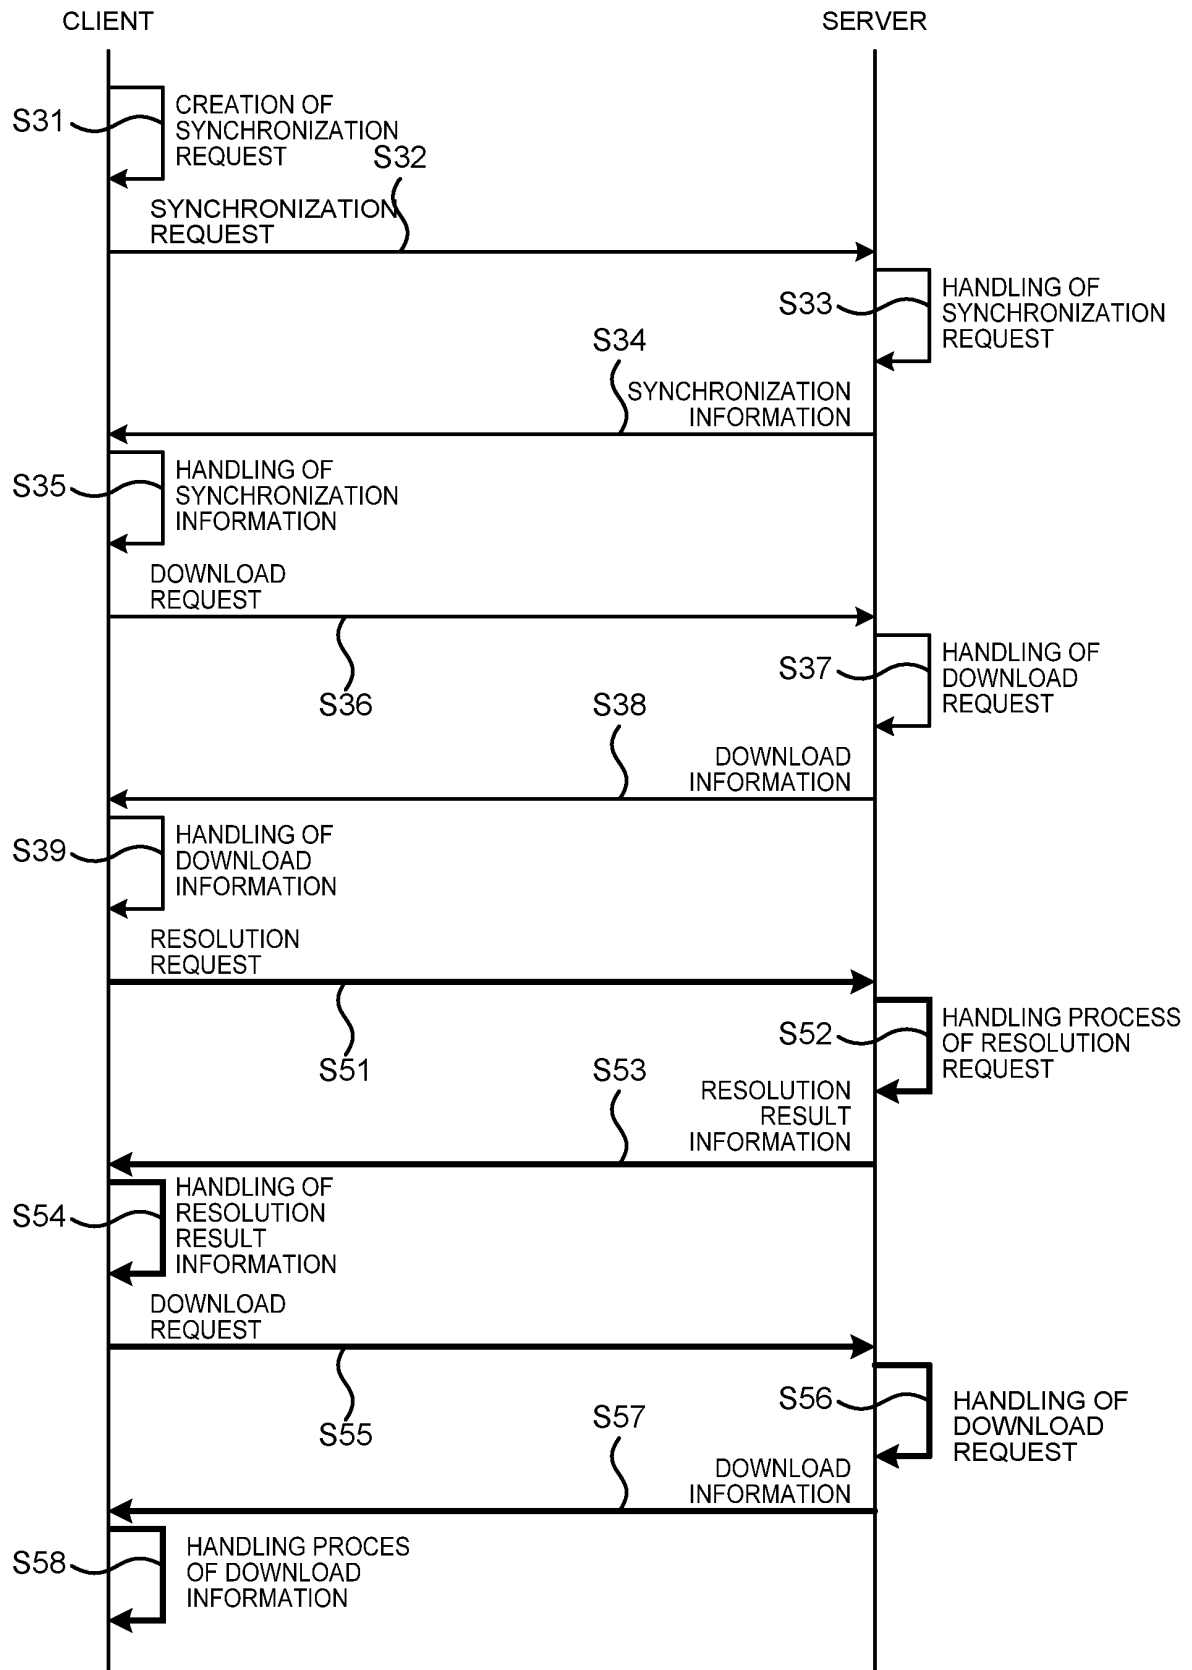 CLIENT
SERVER
S31
CREATION OF
SYNCHRONIZATION
REQUEST
S32
SYNCHRONIZATION
REQUEST
S33
HANDLING OF
SYNCHRONIZATION
REQUEST
S34
SYNCHRONIZATION
INFORMATION
S35
HANDLING OF
SYNCHRONIZATION
INFORMATION
DOWNLOAD
REQUEST
S36
S37
HANDLING OF
DOWNLOAD
REQUEST
S38
DOWNLOAD
INFORMATION
S39
HANDLING OF
DOWNLOAD
INFORMATION
RESOLUTION
REQUEST
S51
S52
HANDLING PROCESS
OF RESOLUTION
REQUEST
S53
RESOLUTION
RESULT
INFORMATION
S54
HANDLING OF
RESOLUTION
RESULT
INFORMATION
DOWNLOAD
REQUEST
S55
S56
HANDLING OF
DOWNLOAD
REQUEST
S57
DOWNLOAD
INFORMATION
S58
HANDLING PROCES
OF DOWNLOAD
INFORMATION